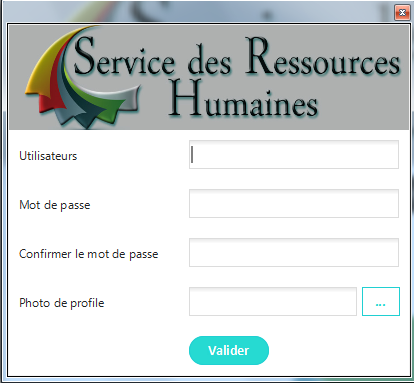 Service des Ressources
Humaines
Utilisateurs
Mot de passe
Confirmer le mot de passe
Photo de profile
...
Valider